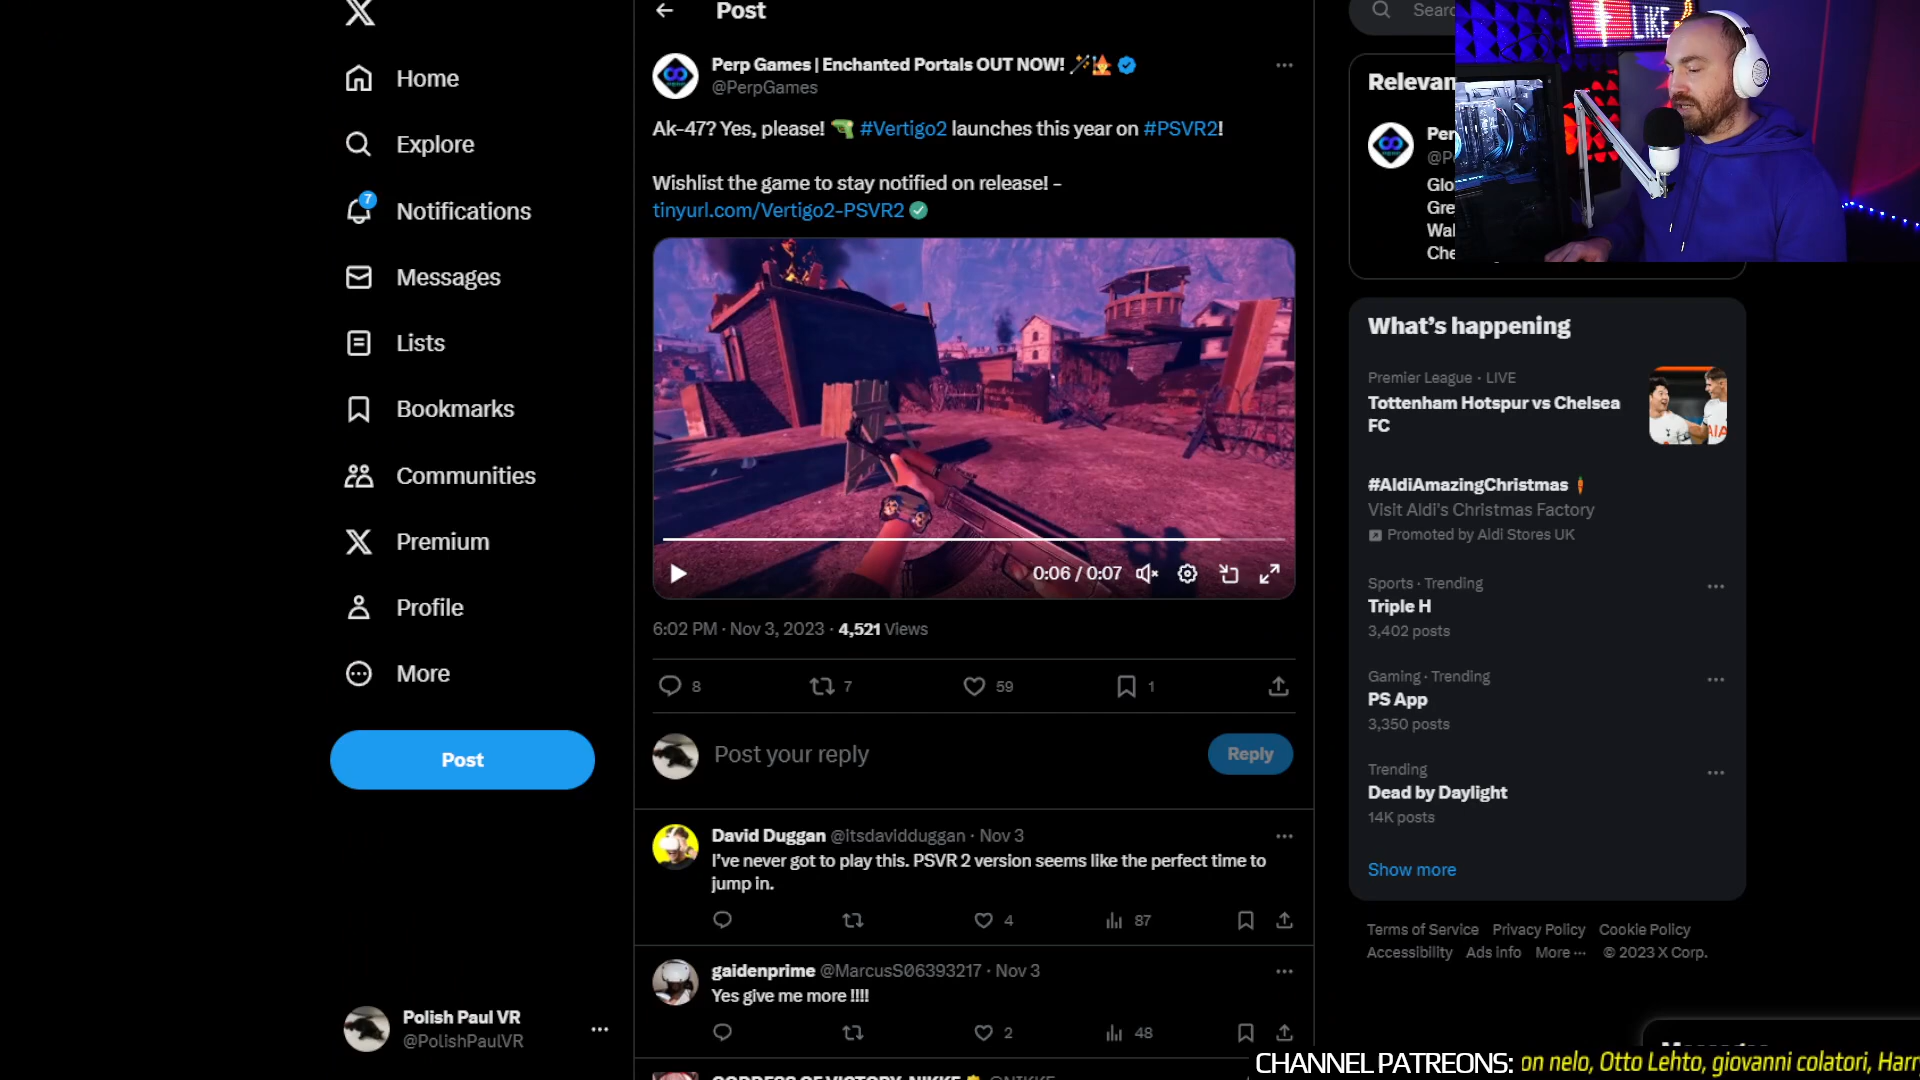 Post
Home
Explore
7
Notifications
Messages
Lists
Bookmarks
Communities
Premium
Profile
More
Post
Polish Paul VR
@PolishPaulVR
Perp Games | Enchanted Portals OUT NOW!
@PerpGames
Ak-47? Yes, please! #Vertigo2 launches this year on #PSVR2!
Wishlist the game to stay notified on release! -
tinyurl.com/Vertigo2-PSVR2
0:06 / 0:07
6:02 PM · Nov 3, 2023 · 4,521 Views
8
7
59
1
Post your reply
Reply
David Duggan @itsdavidduggan · Nov 3
I've never got to play this. PSVR 2 version seems like the perfect time to
jump in.
4
87
gaidenprime @MarcusS06393217 · Nov 3
Yes give me more !!!!
2
48
LiKE
What's happening
Premier League · LIVE
Tottenham Hotspur vs Chelsea
FC
#AldiAmazingChristmas
Visit Aldi's Christmas Factory
Promoted by Aldi Stores UK
Sports · Trending
Triple H
3,402 posts
Gaming · Trending
PS App
3,350 posts
Trending
Dead by Daylight
14K posts
Show more
Terms of Service Privacy Policy Cookie Policy
Accessibility Ads info More ··· © 2023 X Corp.
CHANNEL PATREONS: on nelo, Otto Lehto, giovanni colatori, Harr